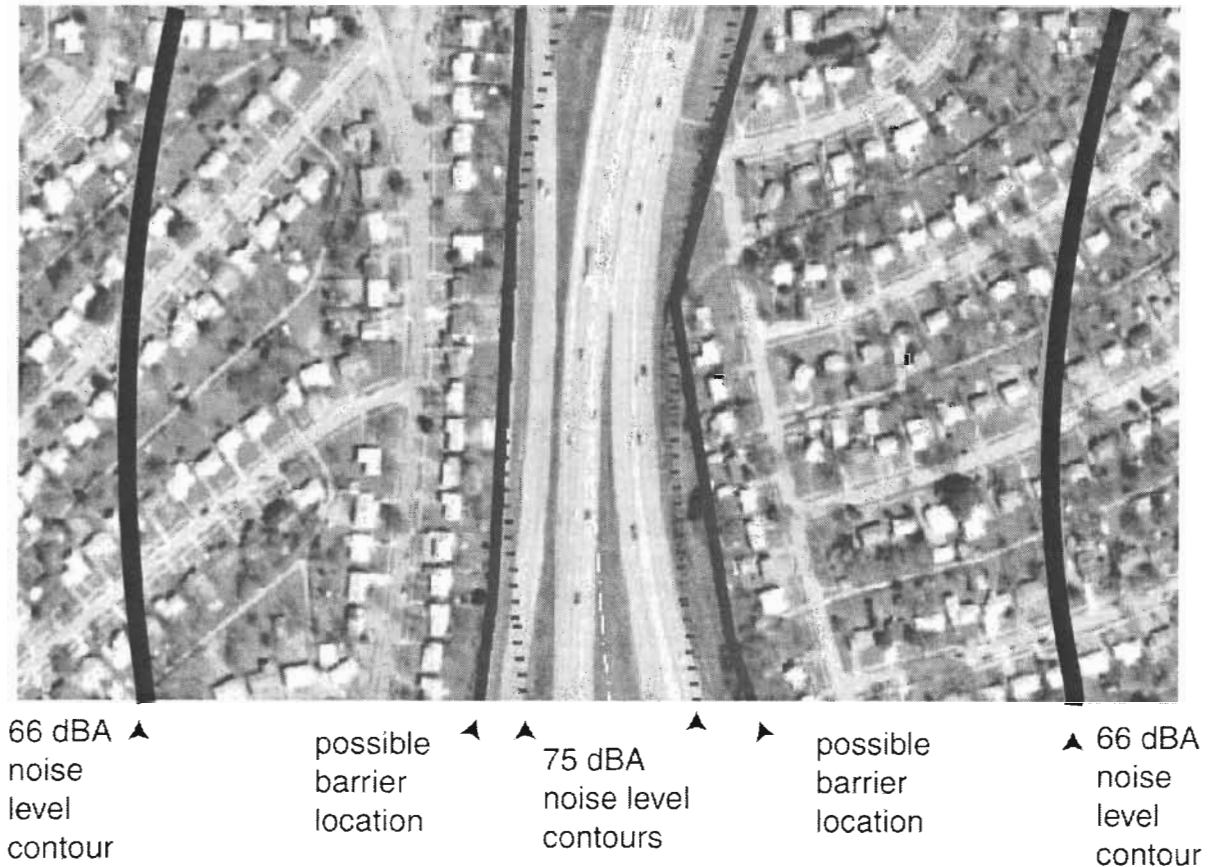 66 dBA
noise
level
contour
possible
barrier
location
75 dBA
noise level
contours
possible
barrier
location
66 dBA
noise
level
contour